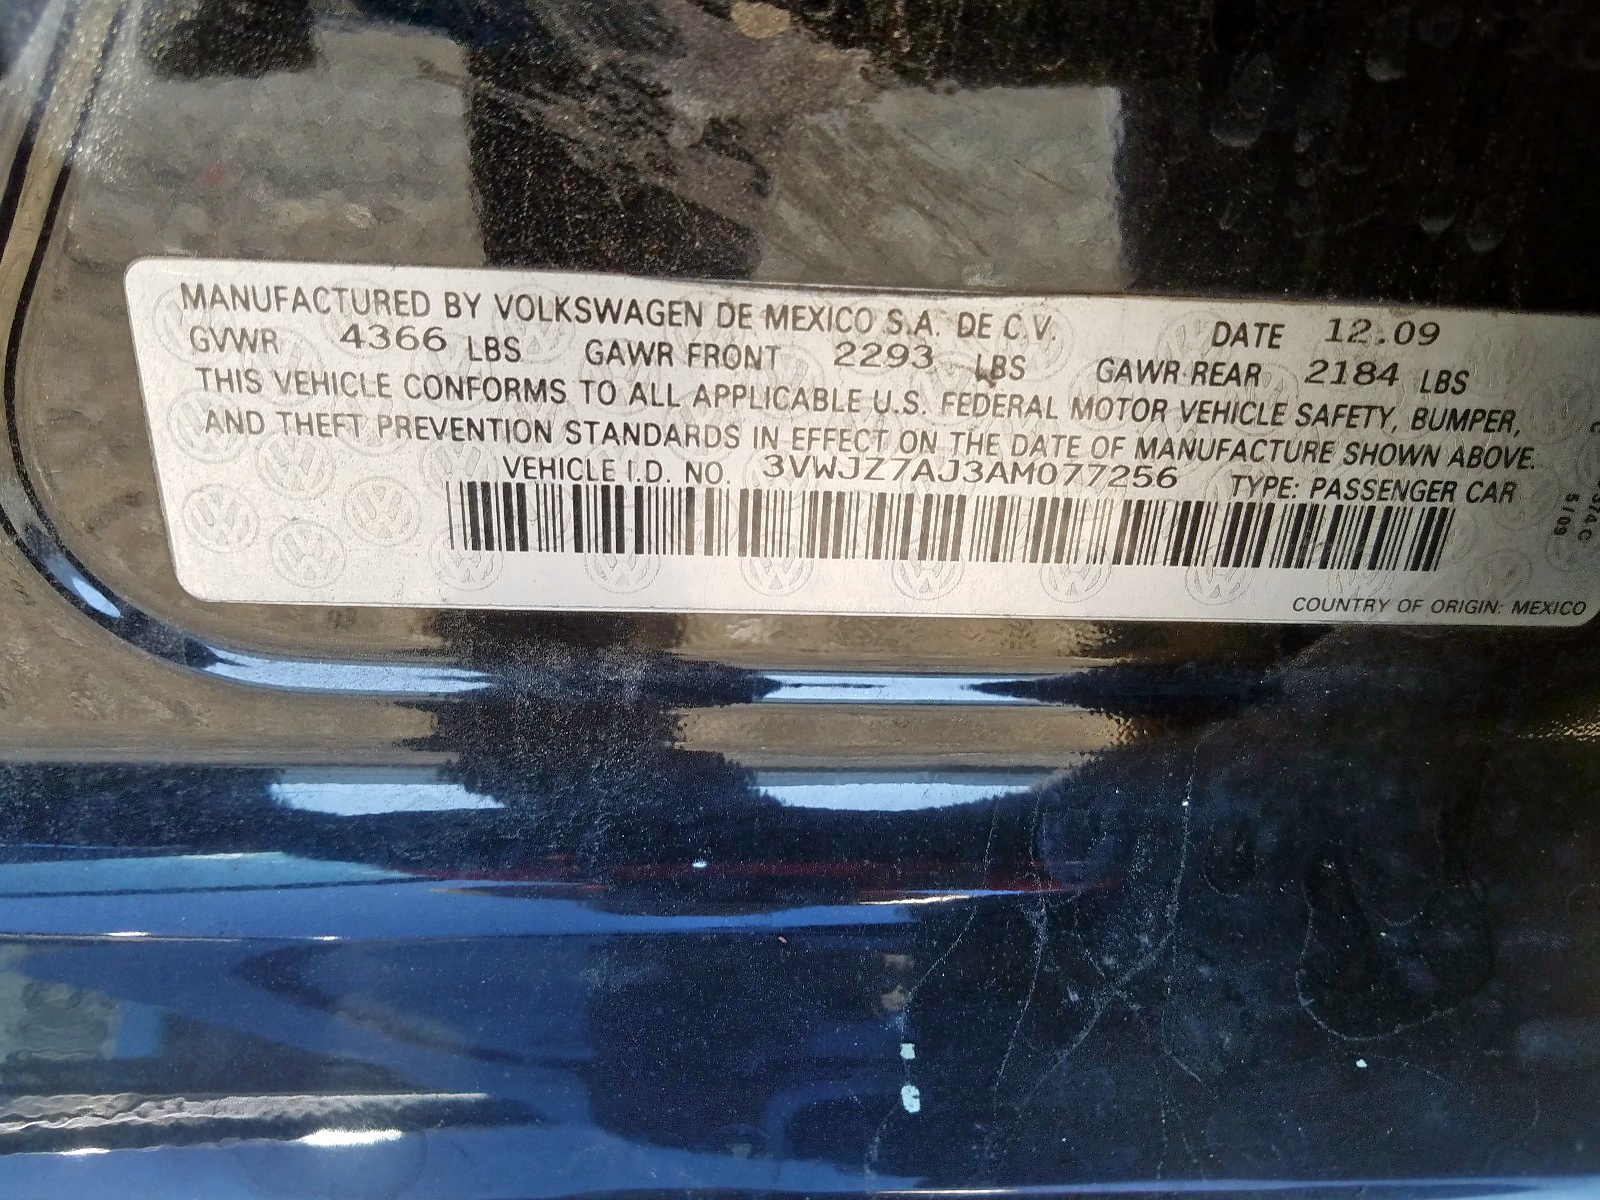 MANUFACTURED BY VOLKSWAGEN DE MEXICO S.A. DE C.V. DATE 12.09
GVWR 4366 LBS GAWR FRONT 2293 LBS GAWR REAR 2184 LBS
THIS VEHICLE CONFORMS TO ALL APPLICABLE U.S. FEDERAL MOTOR VEHICLE SAFETY, BUMPER,
AND THEFT PREVENTION STANDARDS IN EFFECT ON THE DATE OF MANUFACTURE SHOWN ABOVE.
VEHICLE I.D. NO. 3VWJZ7AJ3AM077256 TYPE: PASSENGER CAR
5/09
COUNTRY OF ORIGIN: MEXICO